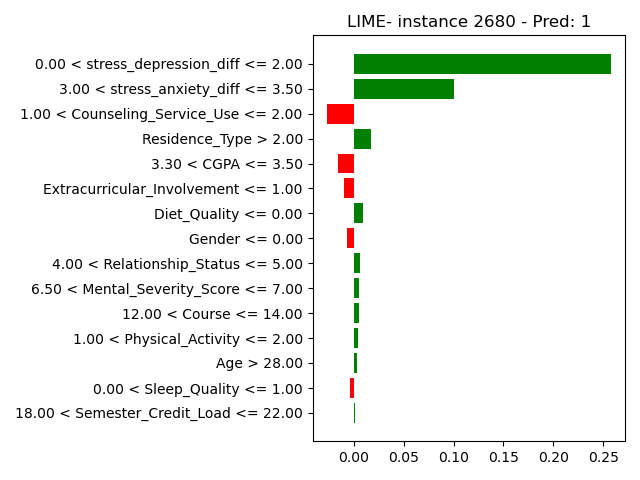 LIME- instance 2680 - Pred: 1
0.00 < stress_depression_diff <= 2.00
3.00 < stress_anxiety_diff <= 3.50
1.00 < Counseling_Service_Use <= 2.00
Residence_Type > 2.00
3.30 < CGPA <= 3.50
Extracurricular_Involvement <= 1.00
Diet_Quality <= 0.00
Gender <= 0.00
4.00 < Relationship_Status <= 5.00
6.50 < Mental_Severity_Score <= 7.00
12.00 < Course <= 14.00
1.00 < Physical_Activity <= 2.00
Age > 28.00
0.00 < Sleep_Quality <= 1.00
18.00 < Semester_Credit_Load <= 22.00
0.00 0.05 0.10 0.15 0.20 0.25